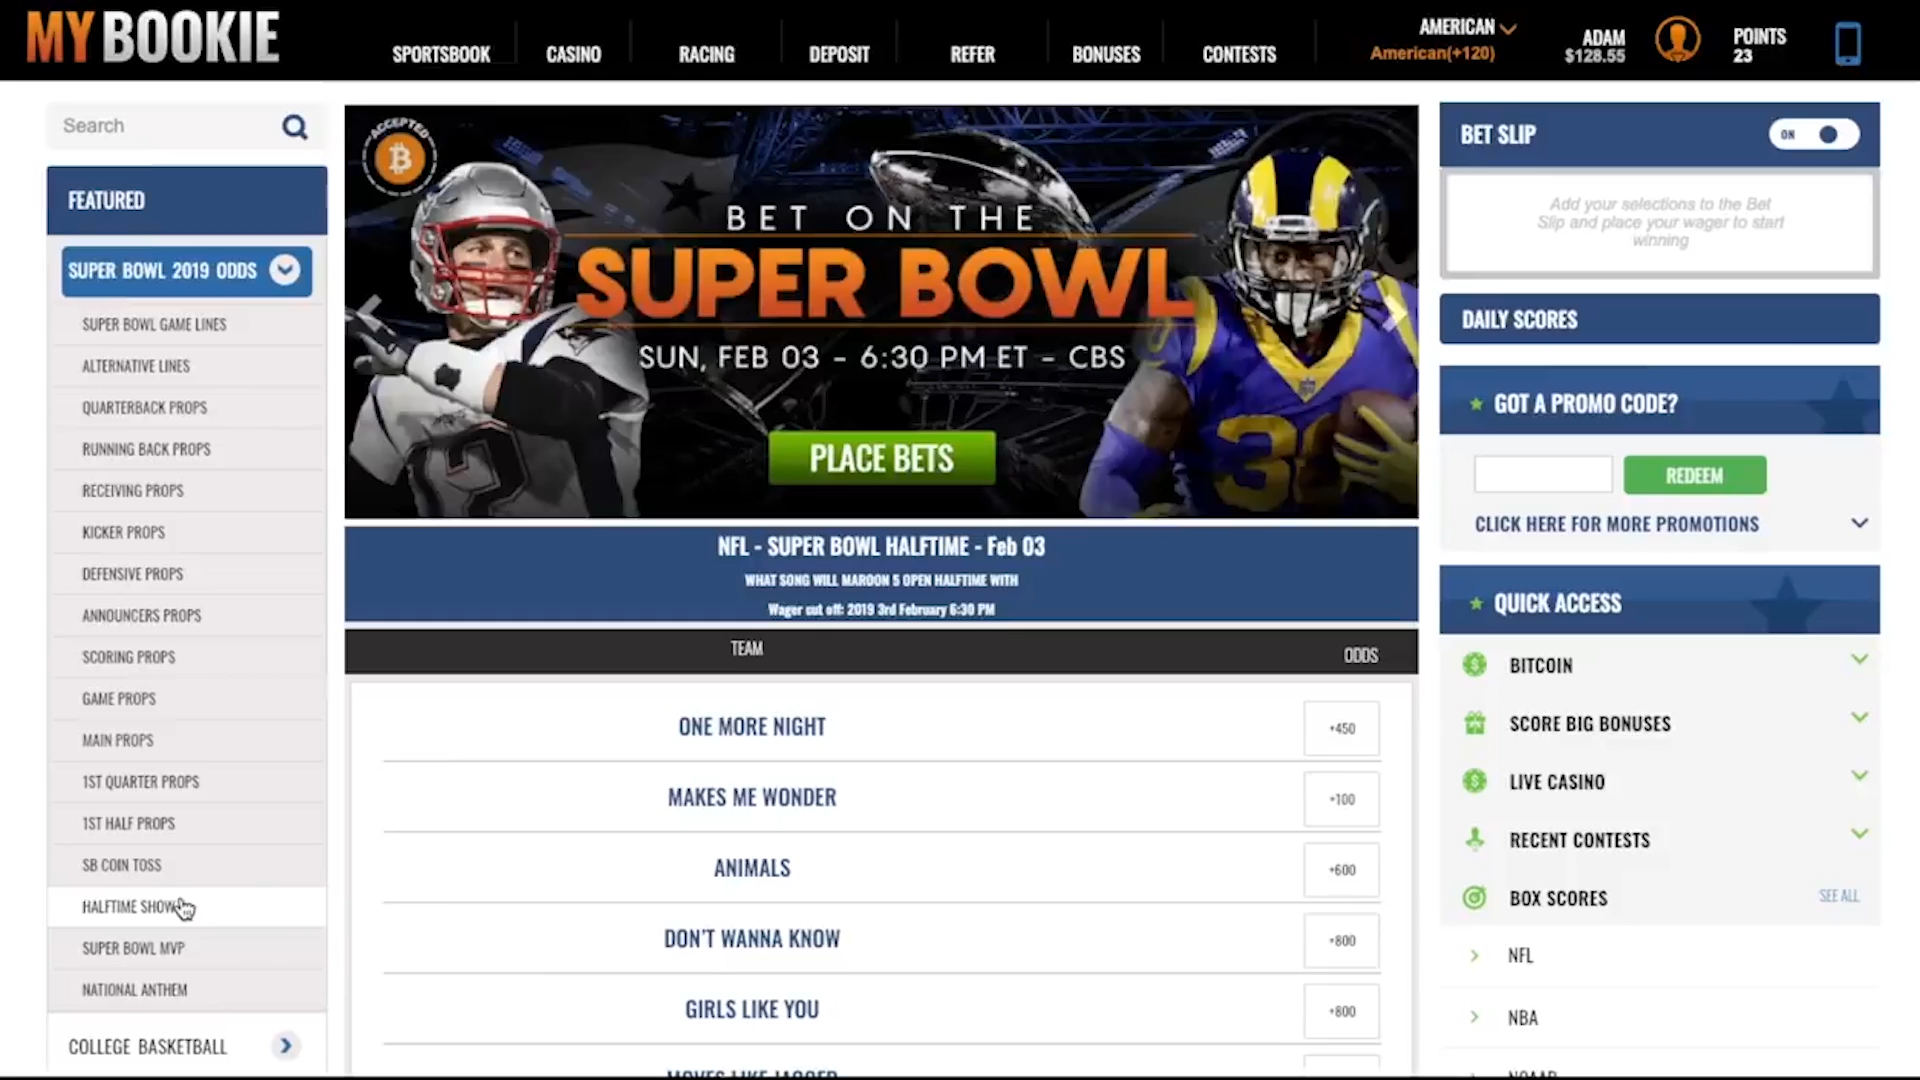 MYBOOKIE
SPORTSBOOK
CASINO
RACING
DEPOSIT
REFER
BONUSES
CONTESTS
AMERICAN
American(+120)
ADAM
$128.55
POINTS
23
Search
FEATURED
SUPER BOWL 2019 ODDS
SUPER BOWL GAME LINES
ALTERNATIVE LINES
QUARTERBACK PROPS
RUNNING BACK PROPS
RECEIVING PROPS
KICKER PROPS
DEFENSIVE PROPS
ANNOUNCERS PROPS
SCORING PROPS
GAME PROPS
MAIN PROPS
1ST QUARTER PROPS
1ST HALF PROPS
SB COIN TOSS
HALFTIME SHOW
SUPER BOWL MVP
NATIONAL ANTHEM
COLLEGE BASKETBALL
ACCEPTED
BET ON THE
SUPER BOWL
SUN, FEB 03 - 6:30 PM ET - CBS
PLACE BETS
NFL - SUPER BOWL HALFTIME - Feb 03
WHAT SONG WILL MAROON 5 OPEN HALFTIME WITH
Wager cut off: 2019 3rd February 6:30 PM
TEAM
ODDS
ONE MORE NIGHT
+450
MAKES ME WONDER
+100
ANIMALS
+600
DON'T WANNA KNOW
+800
GIRLS LIKE YOU
+800
MOVES LIKE JAGGER
BET SLIP
ON
Add your selections to the Bet
Slip and place your wager to start
winning
DAILY SCORES
GOT A PROMO CODE?
REDEEM
CLICK HERE FOR MORE PROMOTIONS
QUICK ACCESS
BITCOIN
SCORE BIG BONUSES
LIVE CASINO
RECENT CONTESTS
BOX SCORES
SEE ALL
NFL
NBA